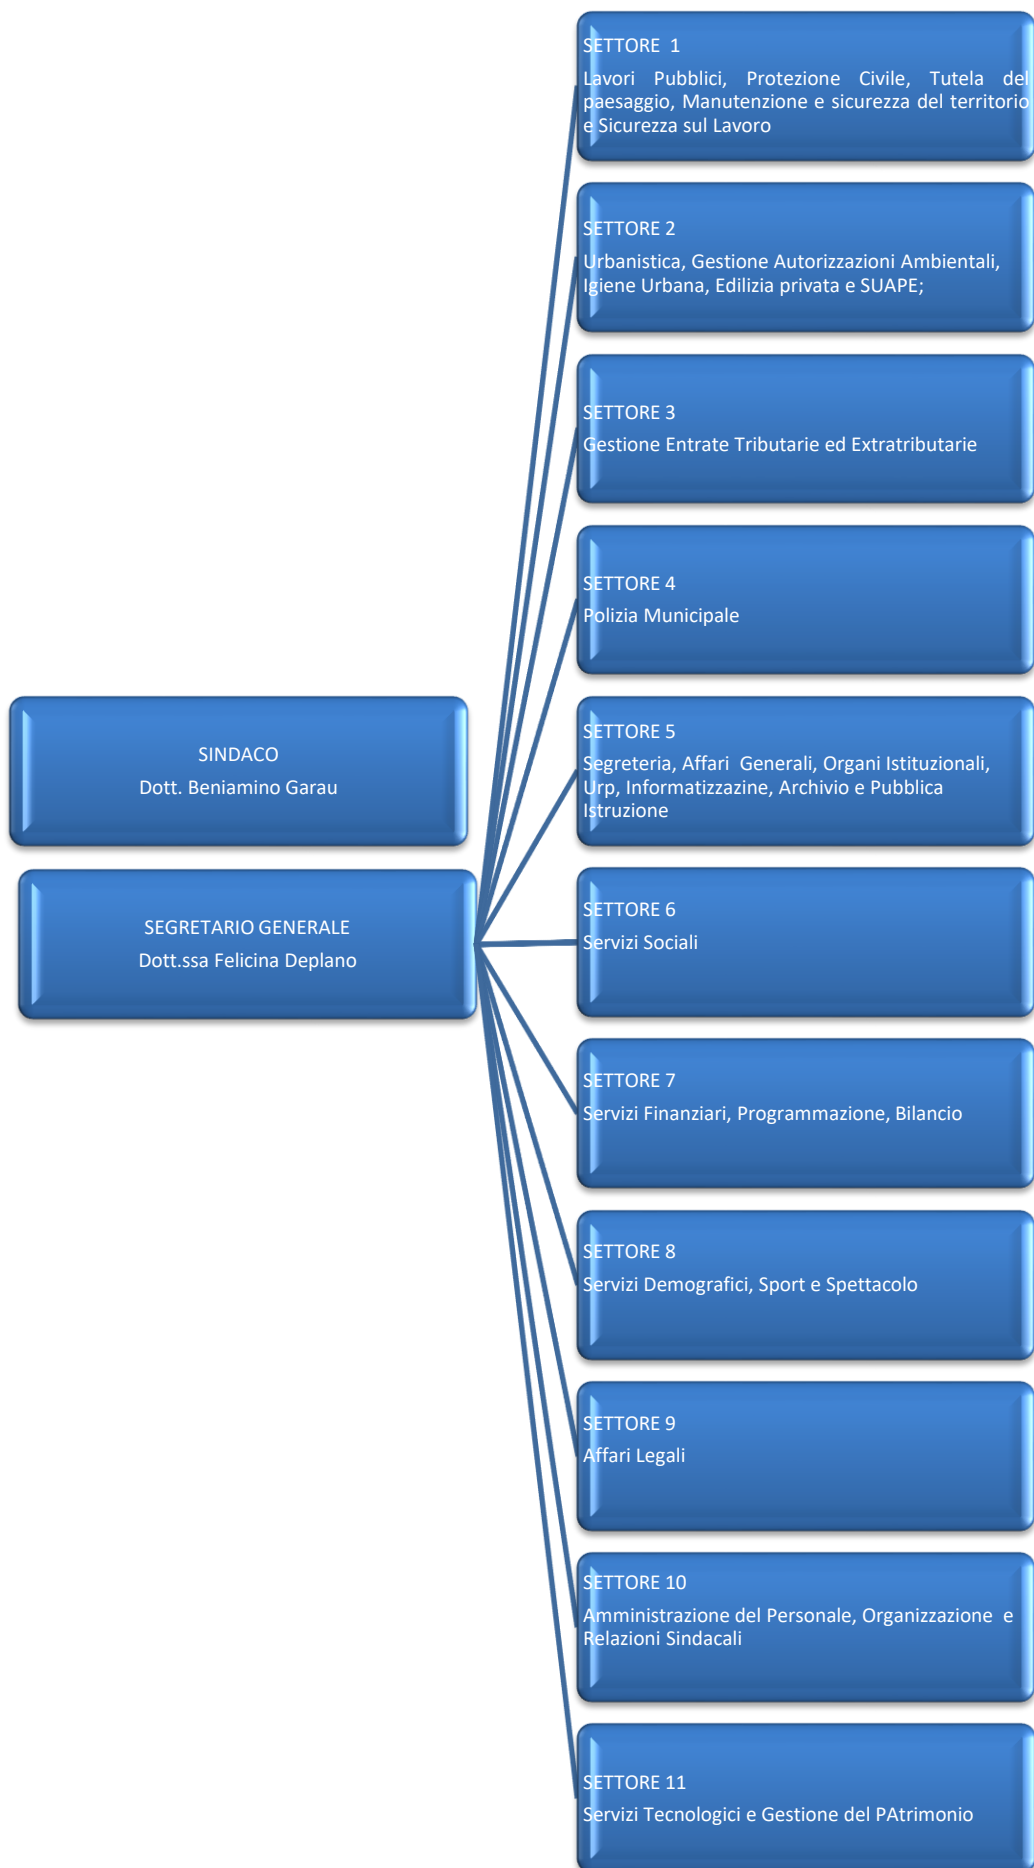 SETTORE 1
Lavori Pubblici, Protezione Civile, Tutela del
paesaggio, Manutenzione e sicurezza del territorio
e Sicurezza sul Lavoro
SETTORE 2
Urbanistica, Gestione Autorizzazioni Ambientali,
Igiene Urbana, Edilizia privata e SUAPE;
SETTORE 3
Gestione Entrate Tributarie ed Extratributarie
SETTORE 4
Polizia Municipale
SINDACO
Dott. Beniamino Garau
SETTORE 5
Segreteria, Affari Generali, Organi Istituzionali,
Urp, Informatizzazine, Archivio e Pubblica
Istruzione
SEGRETARIO GENERALE
Dott.ssa Felicina Deplano
SETTORE 6
Servizi Sociali
SETTORE 7
Servizi Finanziari, Programmazione, Bilancio
SETTORE 8
Servizi Demografici, Sport e Spettacolo
SETTORE 9
Affari Legali
SETTORE 10
Amministrazione del Personale, Organizzazione e
Relazioni Sindacali
SETTORE 11
Servizi Tecnologici e Gestione del PAtrimonio